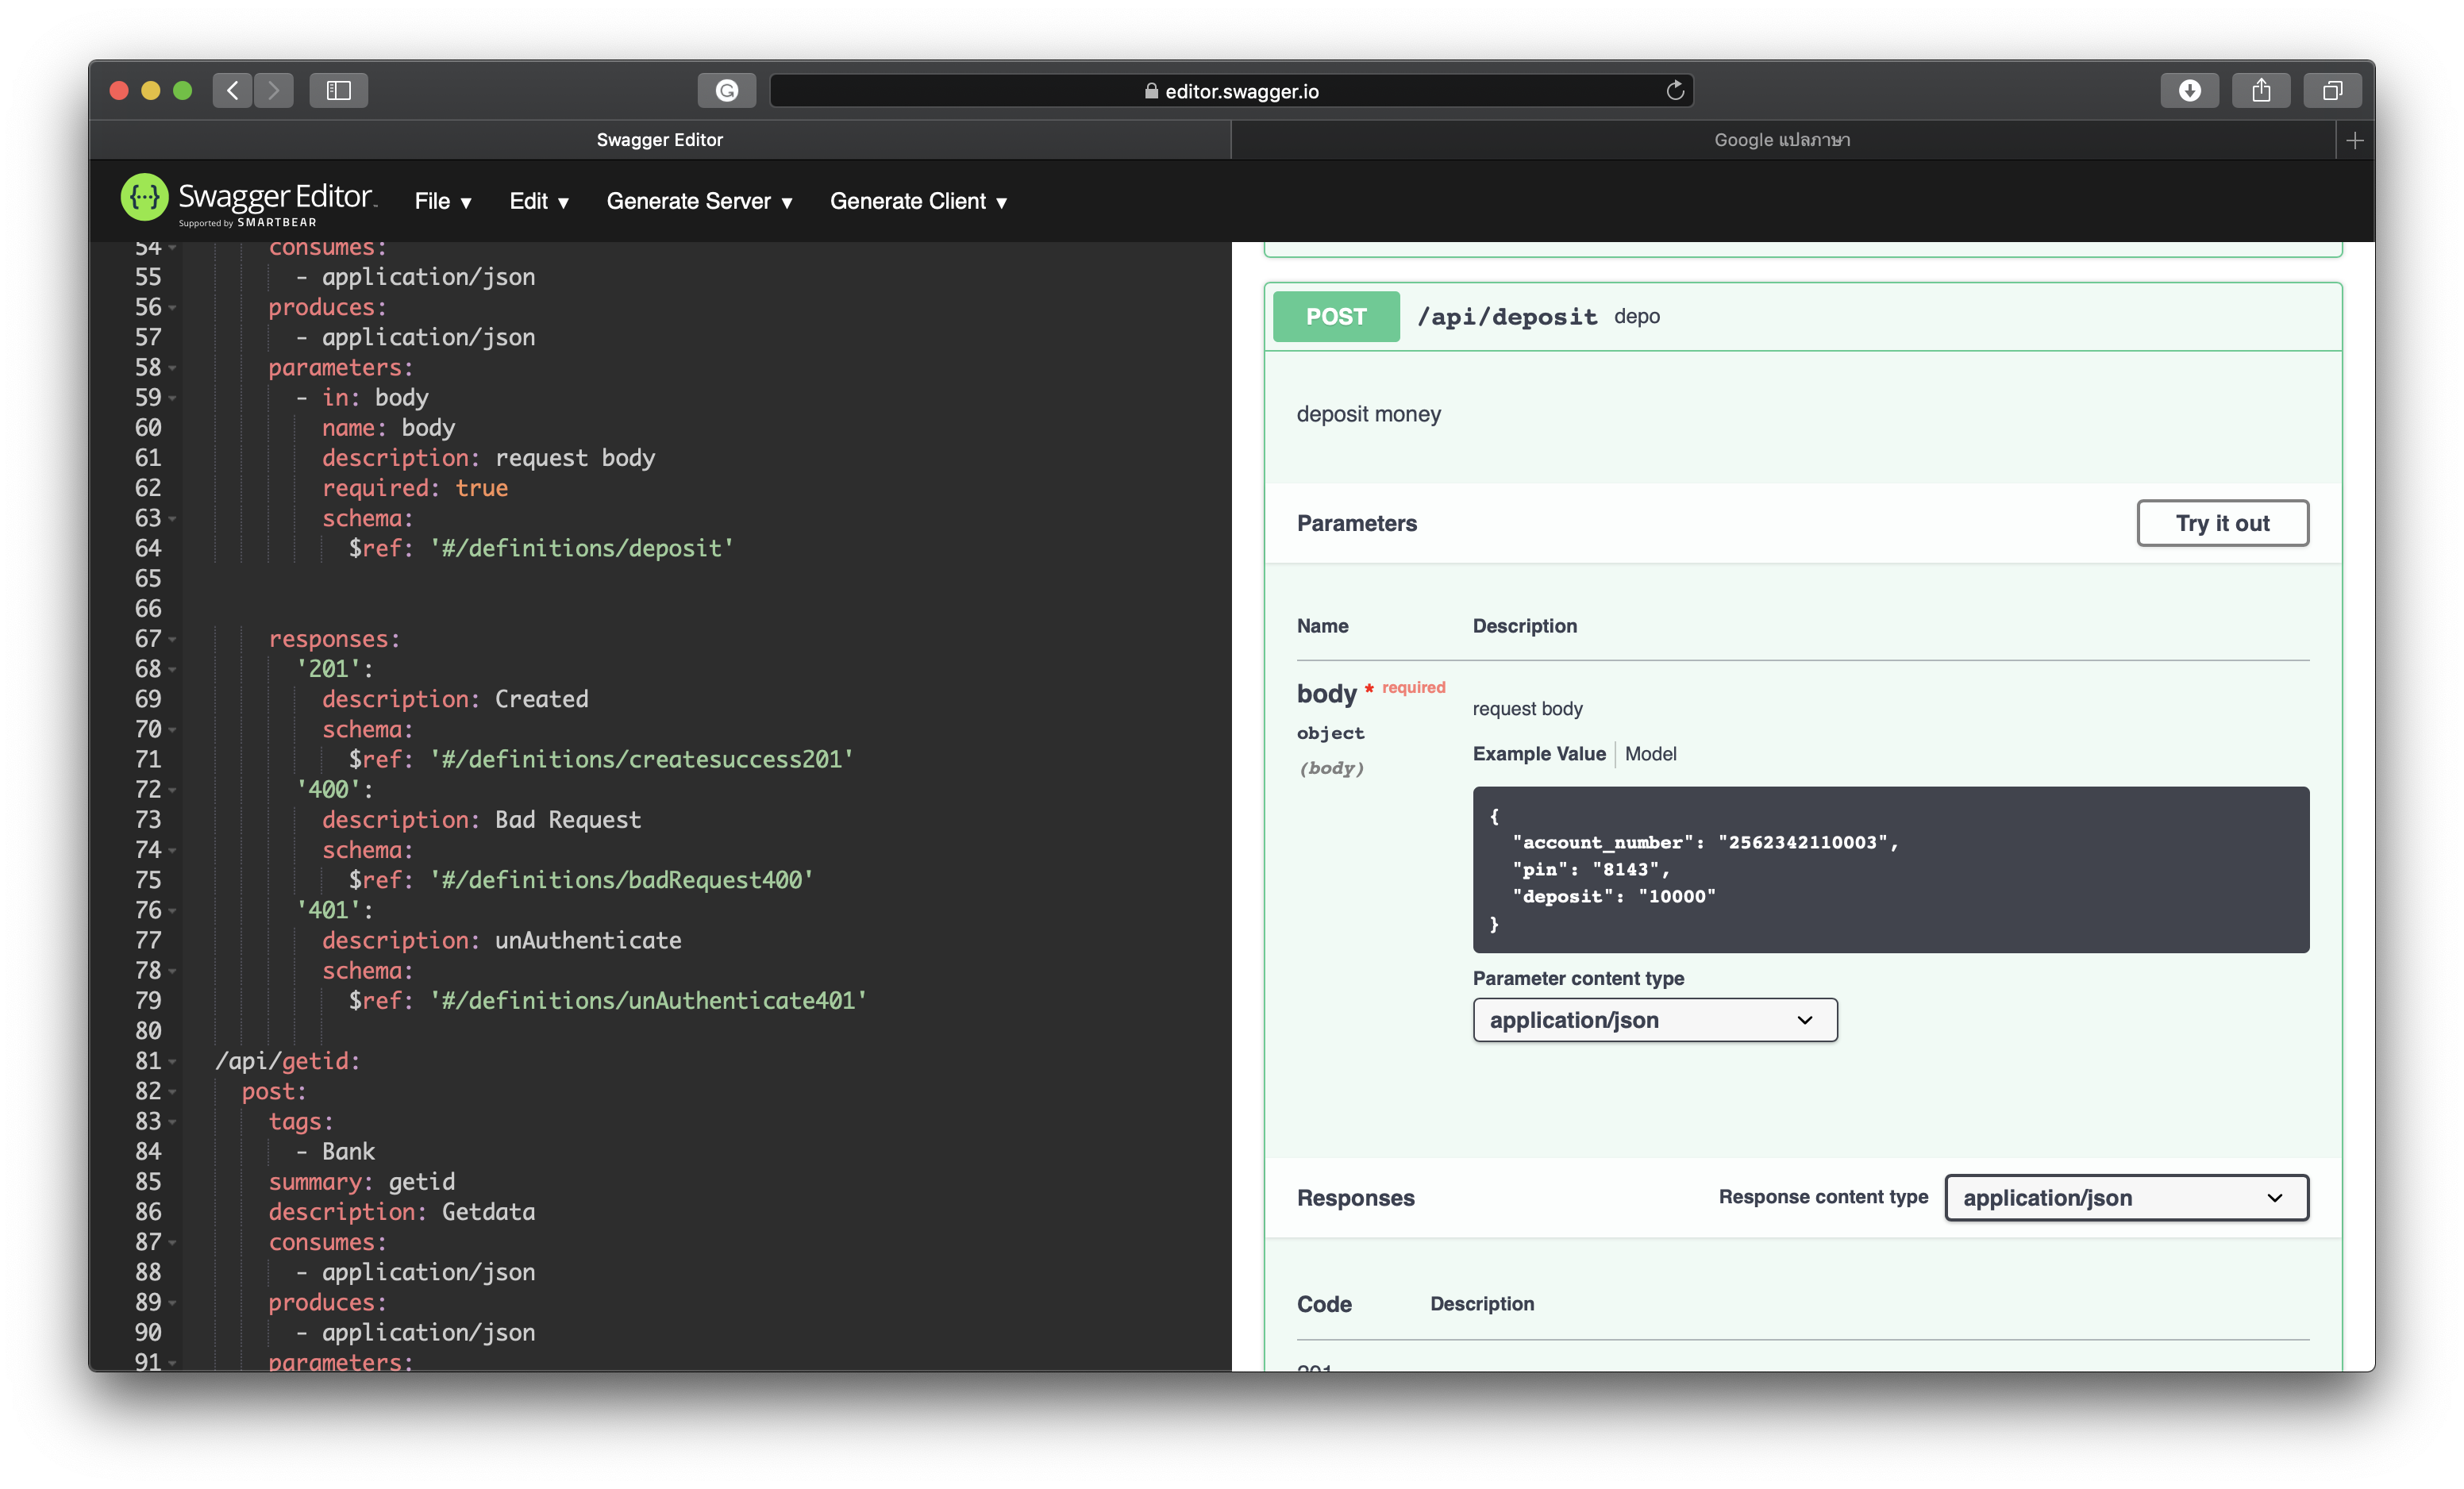 editor.swagger.io
Swagger Editor
Google แปลภาษา
Swagger Editor
Supported by SMARTBEAR
File
Edit
Generate Server
Generate Client
54 consumes:
55 - application/json
56 produces:
57 - application/json
58 parameters:
59 - in: body
60 name: body
61 description: request body
62 required: true
63 schema:
64 $ref: '#/definitions/deposit'
65
66
67 responses:
68 '201':
69 description: Created
70 schema:
71 $ref: '#/definitions/createsuccess201'
72 '400':
73 description: Bad Request
74 schema:
75 $ref: '#/definitions/badRequest400'
76 '401':
77 description: unAuthenticate
78 schema:
79 $ref: '#/definitions/unAuthenticate401'
80
81 /api/getid:
82 post:
83 tags:
84 - Bank
85 summary: getid
86 description: Getdata
87 consumes:
88 - application/json
89 produces:
90 - application/json
91 parameters:
POST /api/deposit depo
deposit money
Parameters
Try it out
Name Description
body * required
object
(body)
request body
Example Value Model
{
"account_number": "2562342110003",
"pin": "8143",
"deposit": "10000"
}
Parameter content type
application/json
Responses
Response content type
application/json
Code Description
201